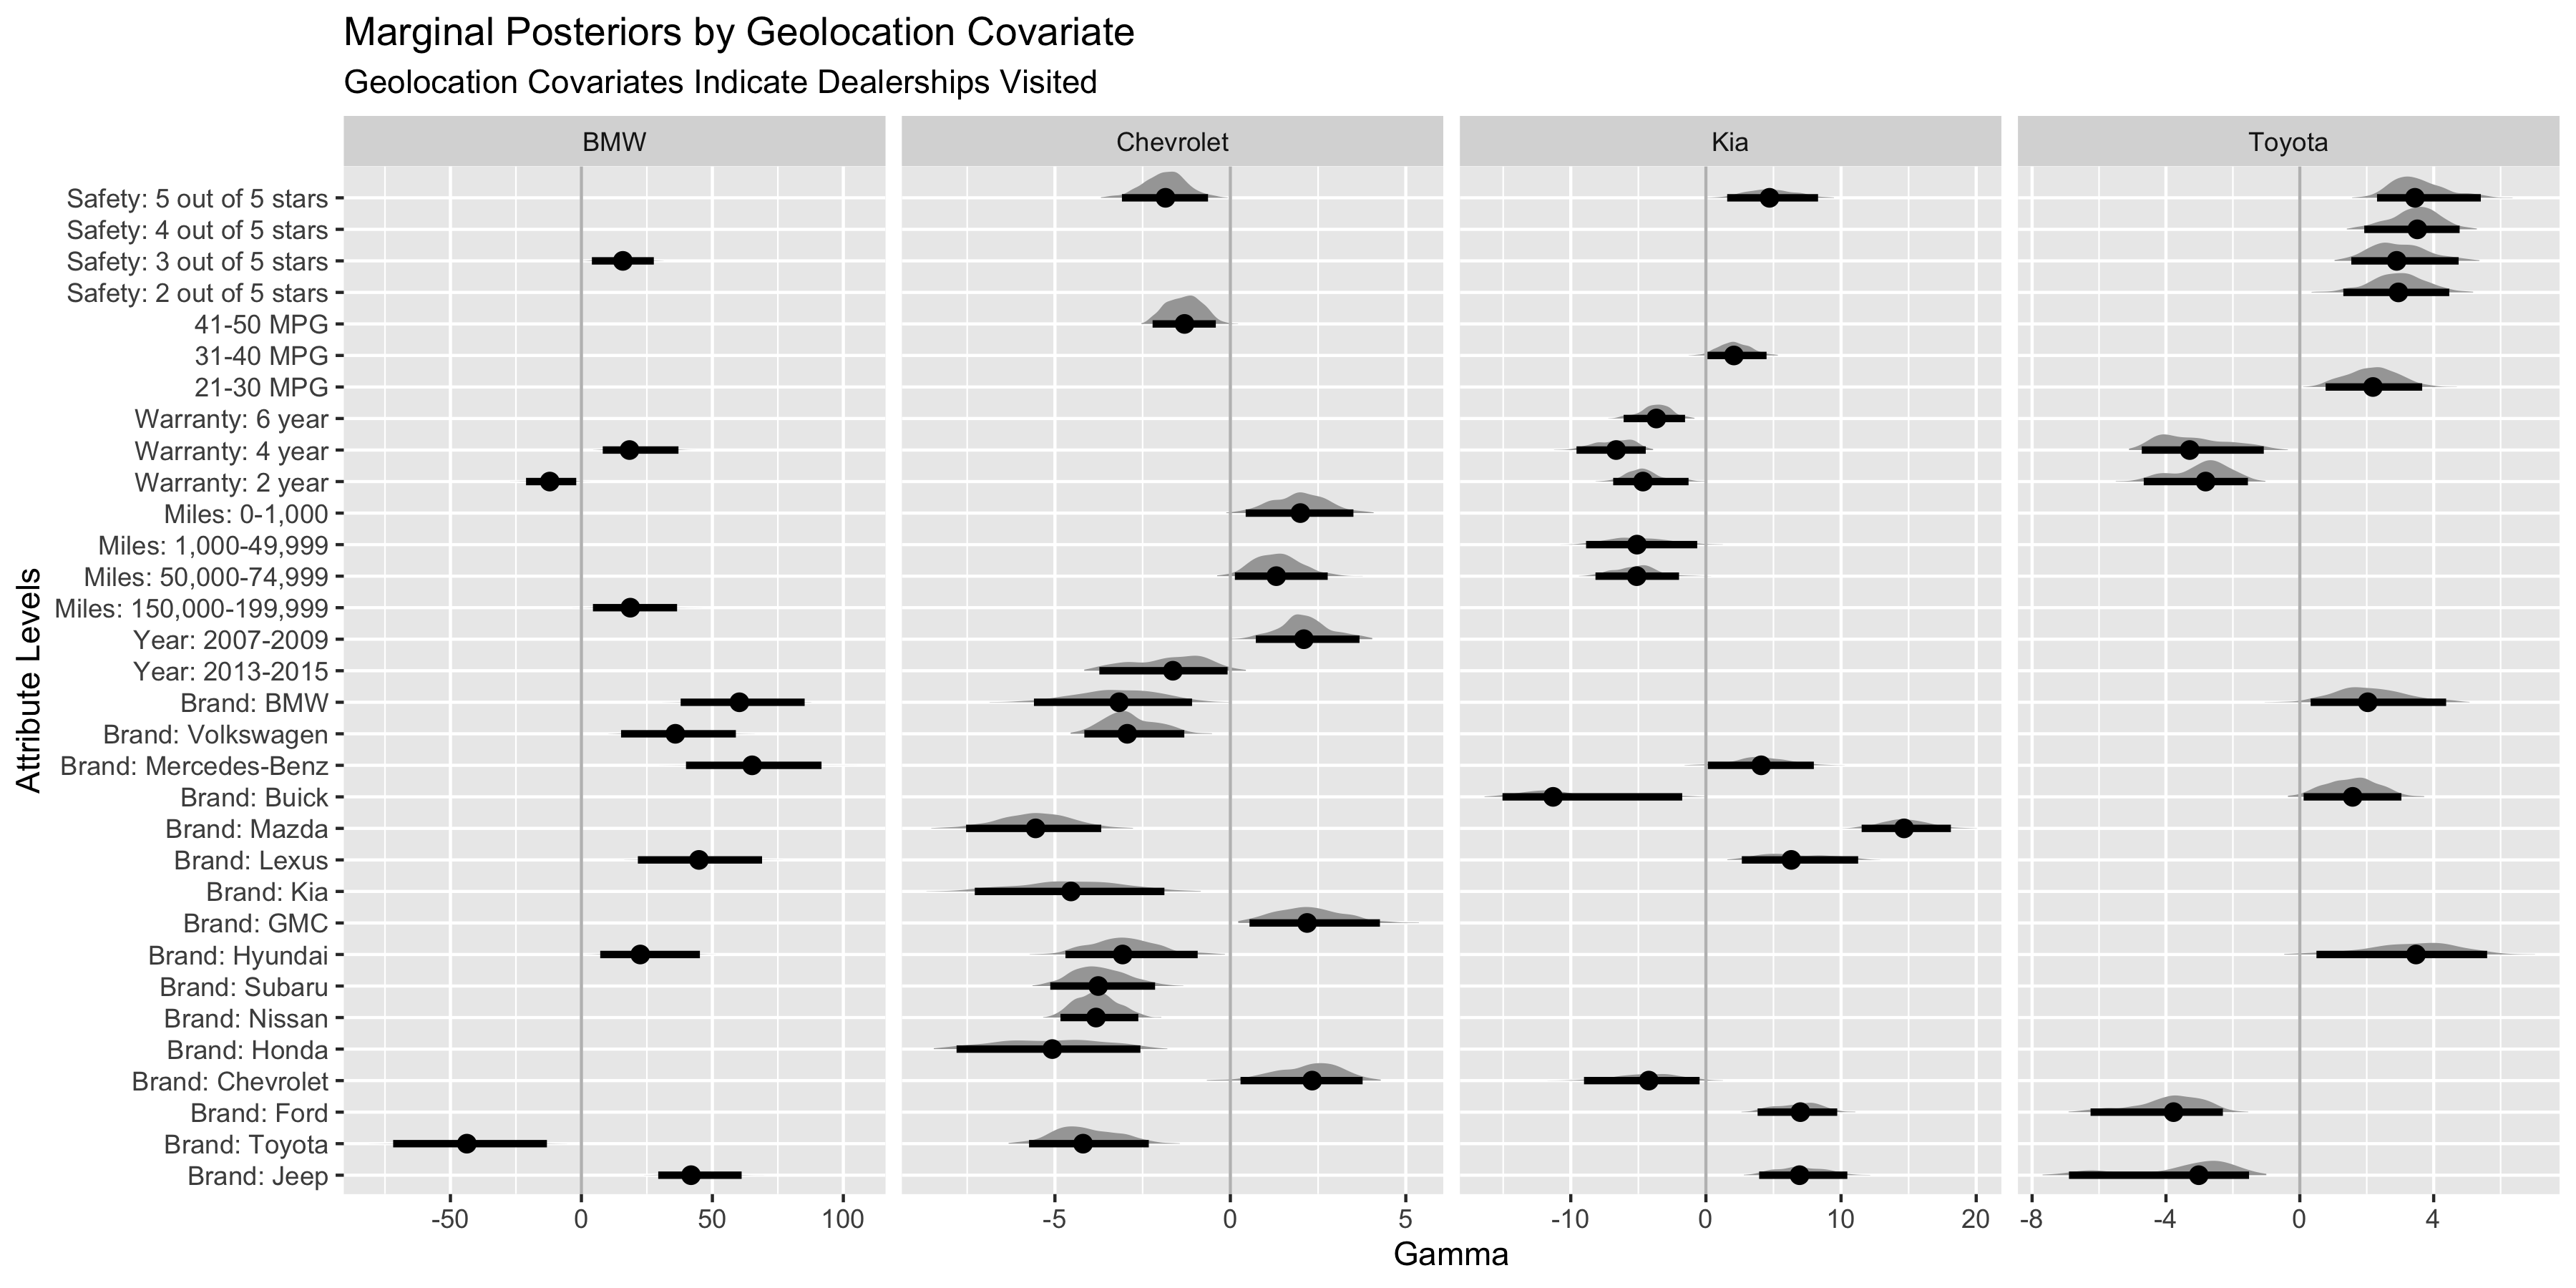 Marginal Posteriors by Geolocation Covariate
Geolocation Covariates Indicate Dealerships Visited
BMW
Chevrolet
Kia
Toyota
Attribute Levels
Safety: 5 out of 5 stars
Safety: 4 out of 5 stars
Safety: 3 out of 5 stars
Safety: 2 out of 5 stars
41-50 MPG
31-40 MPG
21-30 MPG
Warranty: 6 year
Warranty: 4 year
Warranty: 2 year
Miles: 0-1,000
Miles: 1,000-49,999
Miles: 50,000-74,999
Miles: 150,000-199,999
Year: 2007-2009
Year: 2013-2015
Brand: BMW
Brand: Volkswagen
Brand: Mercedes-Benz
Brand: Buick
Brand: Mazda
Brand: Lexus
Brand: Kia
Brand: GMC
Brand: Hyundai
Brand: Subaru
Brand: Nissan
Brand: Honda
Brand: Chevrolet
Brand: Ford
Brand: Toyota
Brand: Jeep
-50 0 50 100
-5 0 5
-10 0 10 20
-8 -4 0 4
Gamma